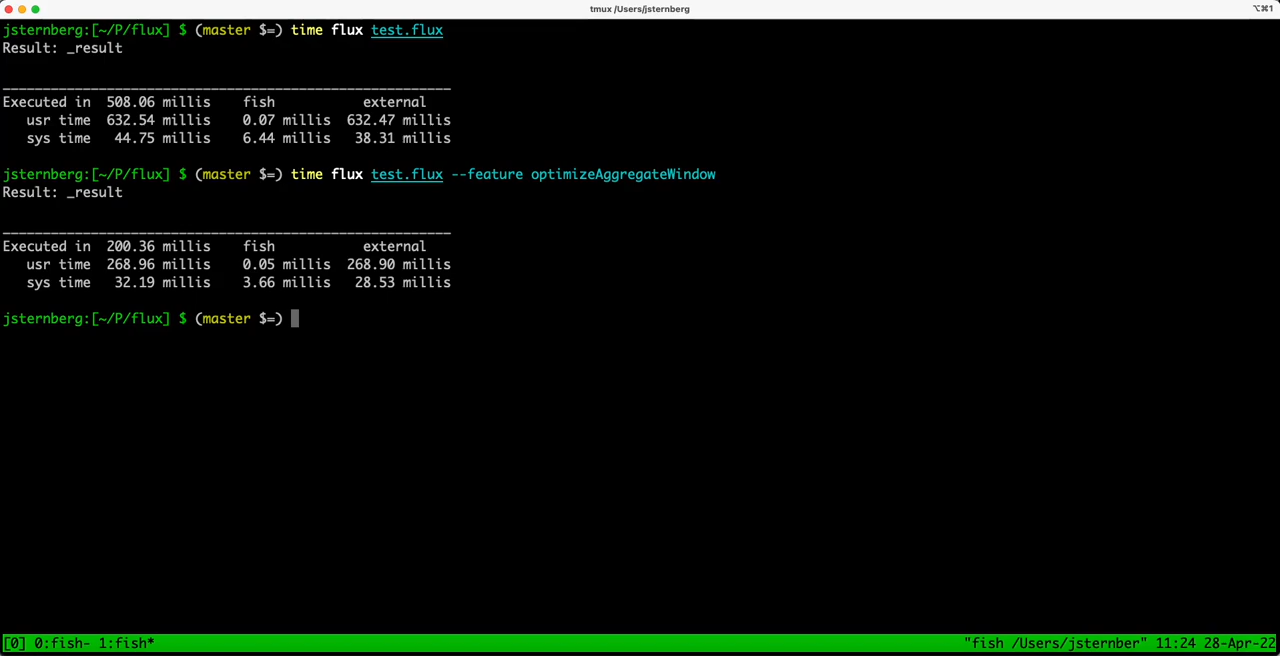 tmux /Users/jsternberg
⌥⌘1
jsternberg:[~/P/flux] $ (master $=) time flux test.flux
Result: _result
Executed in 508.06 millis fish external
usr time 632.54 millis 0.07 millis 632.47 millis
sys time 44.75 millis 6.44 millis 38.31 millis
jsternberg:[~/P/flux] $ (master $=) time flux test.flux --feature optimizeAggregateWindow
Result: _result
Executed in 200.36 millis fish external
usr time 268.96 millis 0.05 millis 268.90 millis
sys time 32.19 millis 3.66 millis 28.53 millis
jsternberg:[~/P/flux] $ (master $=)
[0] 0:fish- 1:fish* "fish /Users/jsternber" 11:24 28-Apr-22